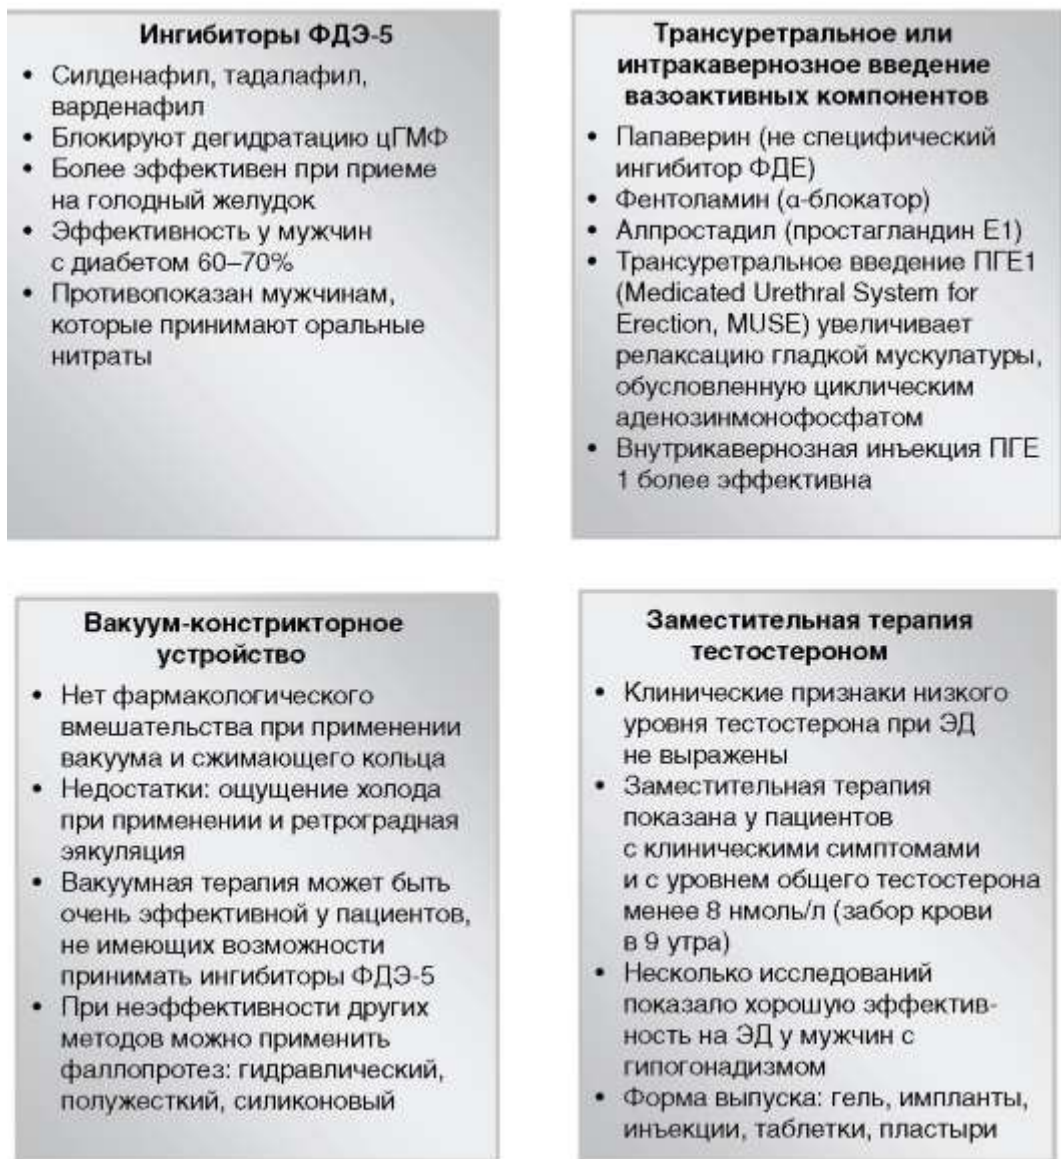 Ингибиторы ФДЭ-5
• Силденафил, тадалафил,
варденафил
• Блокируют дегидратацию цГМФ
• Более эффективен при приеме
на голодный желудок
• Эффективность у мужчин
с диабетом 60–70%
• Противопоказан мужчинам,
которые принимают оральные
нитраты
Трансуретральное или
интракавернозное введение
вазоактивных компонентов
• Папаверин (не специфический
ингибитор ФДЕ)
• Фентоламин (α-блокатор)
• Алпростадил (простагландин Е1)
• Трансуретральное введение ПГЕ1
(Medicated Urethral System for
Erection, MUSE) увеличивает
релаксацию гладкой мускулатуры,
обусловленную циклическим
аденозинмонофосфатом
• Внутрикавернозная инъекция ПГЕ
1 более эффективна
Вакуум-констрикторное
устройство
• Нет фармакологического
вмешательства при применении
вакуума и сжимающего кольца
• Недостатки: ощущение холода
при применении и ретроградная
эякуляция
• Вакуумная терапия может быть
очень эффективной у пациентов,
не имеющих возможности
принимать ингибиторы ФДЭ-5
• При неэффективности других
методов можно применить
фаллопротез: гидравлический,
полужесткий, силиконовый
Заместительная терапия
тестостероном
• Клинические признаки низкого
уровня тестостерона при ЭД
не выражены
• Заместительная терапия
показана у пациентов
с клиническими симптомами
и с уровнем общего тестостерона
менее 8 нмоль/л (забор крови
в 9 утра)
• Несколько исследований
показало хорошую эффектив-
ность на ЭД у мужчин с
гипогонадизмом
• Форма выпуска: гель, импланты,
инъекции, таблетки, пластыри